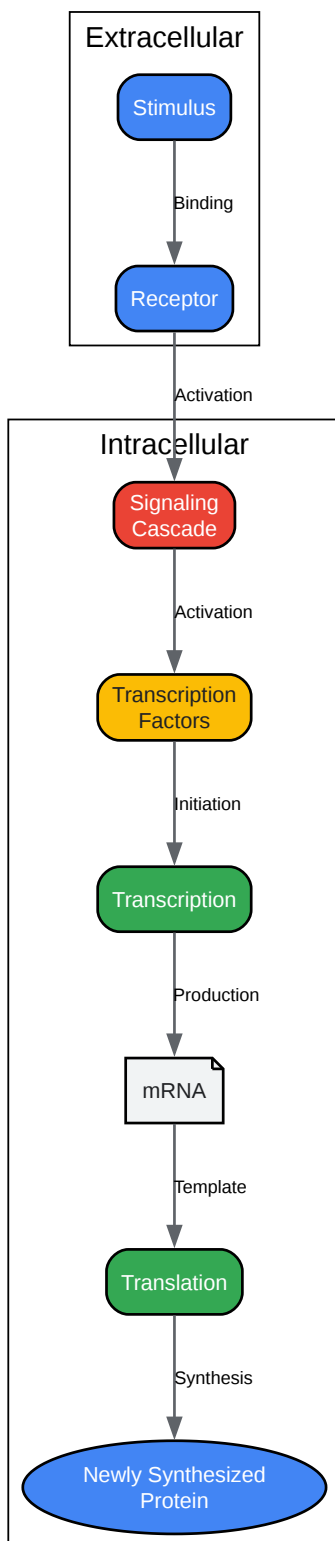 Extracellular
Stimulus
Binding
Receptor
Activation
Intracellular
Signaling
Cascade
Activation
Transcription
Factors
Initiation
Transcription
Production
mRNA
Template
Translation
Synthesis
Newly Synthesized
Protein